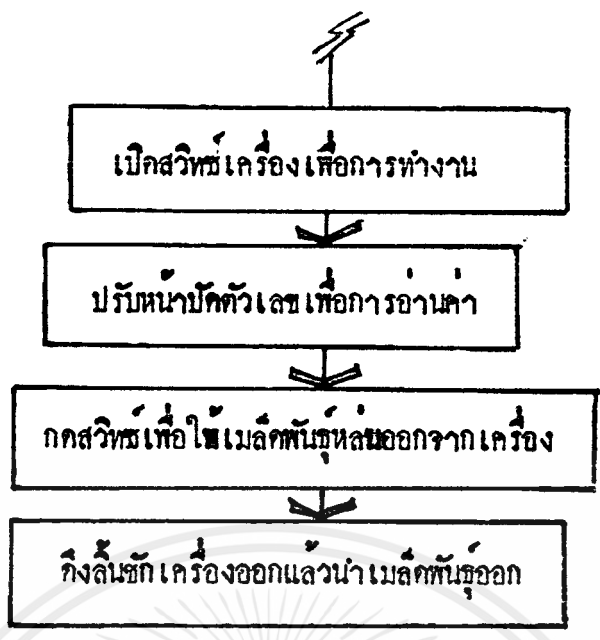 เปิดสวิทซ์เครื่องเพื่อการทำงาน
ปรับหน้าปัดตัวเลขเพื่อการอ่านค่า
กดสวิทซ์เพื่อให้เมล็ดพันธุ์หล่นออกจากเครื่อง
ดึงลิ้นชักเครื่องออกแล้วนำเมล็ดพันธุ์ออก